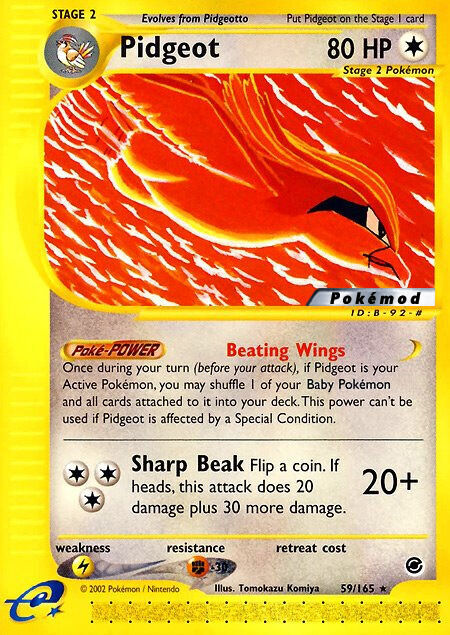 STAGE 2
Evolves from Pidgeotto
Put Pidgeot on the Stage 1 card
Pidgeot
80 HP
Stage 2 Pokémon
Pokémod
ID:B-92-#
Poké-POWER
Beating Wings
Once during your turn (before your attack), if Pidgeot is your
Active Pokémon, you may shuffle 1 of your Baby Pokémon
and all cards attached to it into your deck. This power can't be
used if Pidgeot is affected by a Special Condition.
Sharp Beak Flip a coin. If
heads, this attack does 20
damage plus 30 more damage.
20+
weakness
resistance
retreat cost
-30
©2002 Pokémon / Nintendo
Illus. Tomokazu Komiya
59/165 ★
e